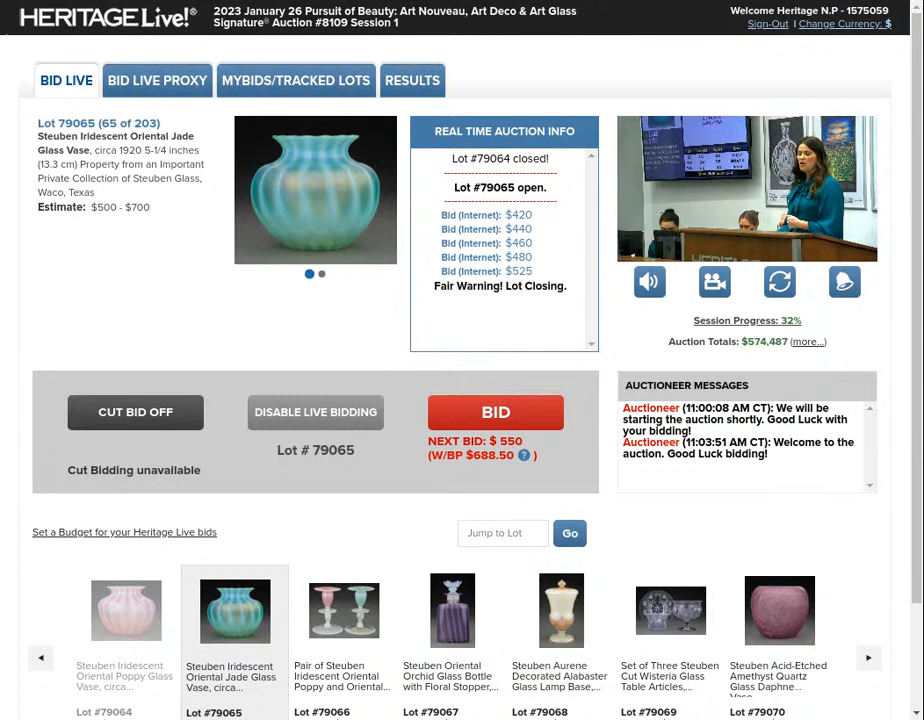 HERITAGE Live!®
2023 January 26 Pursuit of Beauty: Art Nouveau, Art Deco & Art Glass
Signature® Auction #8109 Session 1
Welcome Heritage N.P - 1575059
Sign-Out | Change Currency: $
BID LIVE
BID LIVE PROXY
MYBIDS/TRACKED LOTS
RESULTS
Lot 79065 (65 of 203)
Steuben Iridescent Oriental Jade
Glass Vase, circa 1920 5-1/4 inches
(13.3 cm) Property from an Important
Private Collection of Steuben Glass,
Waco, Texas
Estimate: $500 - $700
REAL TIME AUCTION INFO
Lot #79064 closed!
Lot #79065 open.
Bid (Internet): $420
Bid (Internet): $440
Bid (Internet): $460
Bid (Internet): $480
Bid (Internet): $525
Fair Warning! Lot Closing.
HERITAGE
Session Progress: 32%
Auction Totals: $574,487 (more...)
CUT BID OFF
Cut Bidding unavailable
DISABLE LIVE BIDDING
Lot # 79065
BID
NEXT BID: $ 550
(W/BP $688.50 ? )
AUCTIONEER MESSAGES
Auctioneer (11:00:08 AM CT): We will be
starting the auction shortly. Good Luck with
your bidding!
Auctioneer (11:03:51 AM CT): Welcome to the
auction. Good Luck bidding!
Set a Budget for your Heritage Live bids
Jump to Lot
Go
Steuben Iridescent
Oriental Poppy Glass
Vase, circa...
Lot #79064
Steuben Iridescent
Oriental Jade Glass
Vase, circa...
Lot #79065
Pair of Steuben
Iridescent Oriental
Poppy and Oriental...
Lot #79066
Steuben Oriental
Orchid Glass Bottle
with Floral Stopper,...
Lot #79067
Steuben Aurene
Decorated Alabaster
Glass Lamp Base,...
Lot #79068
Set of Three Steuben
Cut Wisteria Glass
Table Articles,...
Lot #79069
Steuben Acid-Etched
Amethyst Quartz
Glass Daphne
Vase
Lot #79070